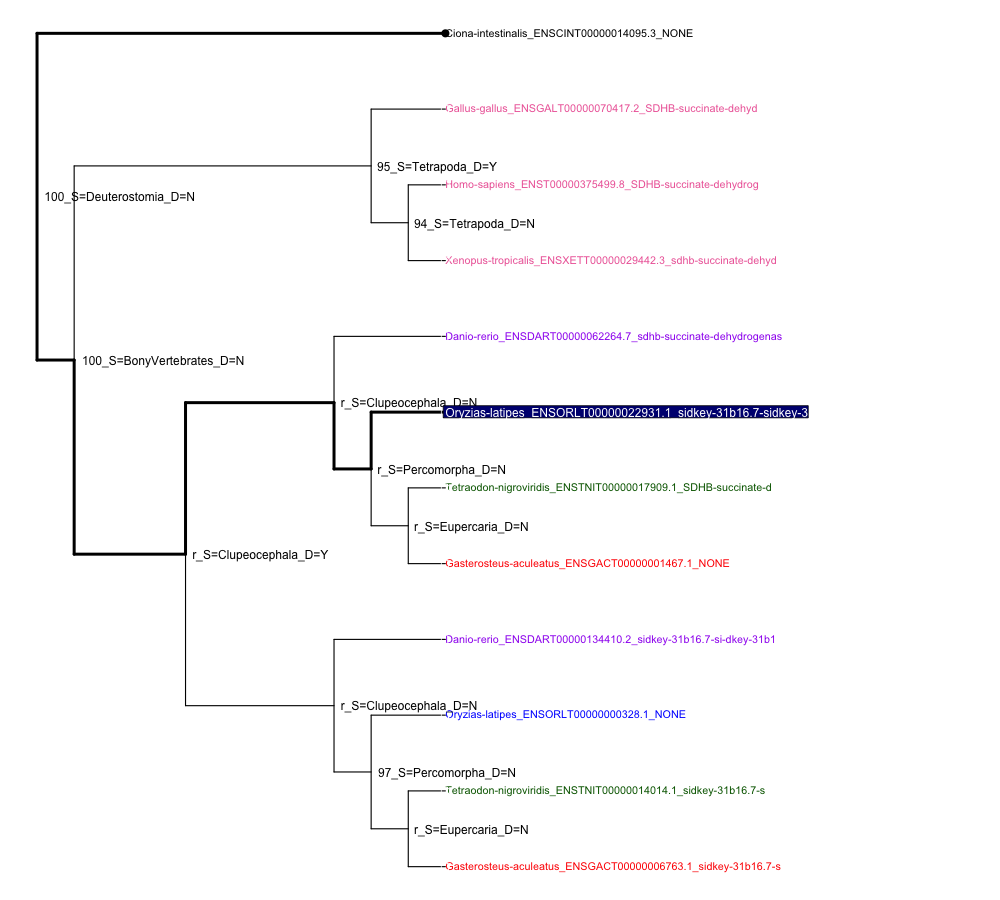 Ciona-intestinalis_ENSCINT00000014095.3_NONE
Gallus-gallus_ENSGALT00000070417.2_SDHB-succinate-dehyd
95_S=Tetrapoda_D=Y
Homo-sapiens_ENST00000375499.8_SDHB-succinate-dehydrog
100_S=Deuterostomia_D=N
94_S=Tetrapoda_D=N
Xenopus-tropicalis_ENSXETT00000029442.3_sdhb-succinate-dehyd
Danio-rerio_ENSDART00000062264.7_sdhb-succinate-dehydrogenas
100_S=BonyVertebrates_D=N
r_S=Clupeocephala_D=N
Oryzias-latipes_ENSORLT00000022931.1_sidkey-31b16.7-sidkey-3
r_S=Percomorpha_D=N
Tetraodon-nigroviridis_ENSTNIT00000017909.1_SDHB-succinate-d
r_S=Eupercaria_D=N
r_S=Clupeocephala_D=Y
Gasterosteus-aculeatus_ENSGACT00000001467.1_NONE
Danio-rerio_ENSDART00000134410.2_sidkey-31b16.7-si-dkey-31b1
r_S=Clupeocephala_D=N
Oryzias-latipes_ENSORLT00000000328.1_NONE
97_S=Percomorpha_D=N
Tetraodon-nigroviridis_ENSTNIT00000014014.1_sidkey-31b16.7-s
r_S=Eupercaria_D=N
Gasterosteus-aculeatus_ENSGACT00000006763.1_sidkey-31b16.7-s